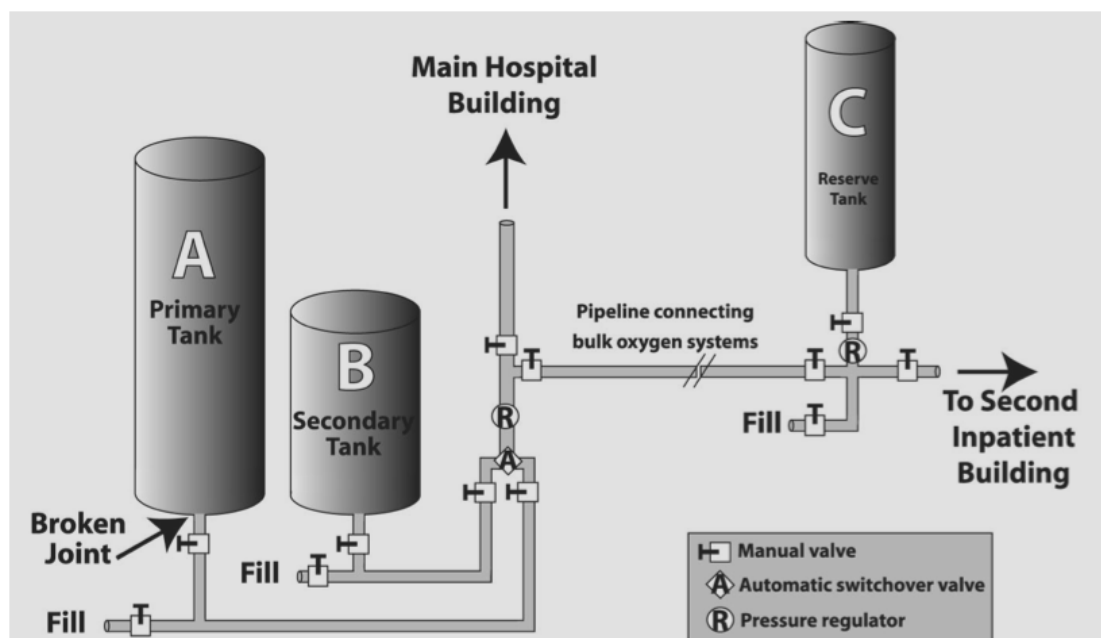 Main Hospital
Building
A
Primary
Tank
B
Secondary
Tank
C
Reserve
Tank
Pipeline connecting
bulk oxygen systems
R
R
A
Fill
To Second
Inpatient
Building
Broken
Joint
Fill
Fill
Manual valve
A Automatic switchover valve
R Pressure regulator